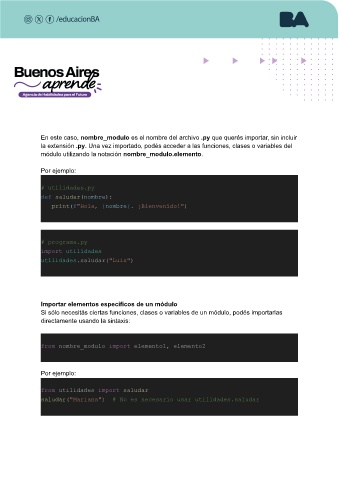 /educacionBA
BA
Buenos Aires
aprende
Agencia de Habilidades para el Futuro
En este caso, nombre_modulo es el nombre del archivo .py que querés importar, sin incluir
la extensión .py. Una vez importado, podés acceder a las funciones, clases o variables del
módulo utilizando la notación nombre_modulo.elemento.
Por ejemplo:
# utilidades.py
def saludar(nombre):
print(f"Hola, {nombre}. ¡Bienvenido!")
# programa.py
import utilidades
utilidades.saludar("Luis")
Importar elementos específicos de un módulo
Si sólo necesitás ciertas funciones, clases o variables de un módulo, podés importarlas
directamente usando la sintaxis:
from nombre_modulo import elemento1, elemento2
Por ejemplo:
from utilidades import saludar
saludar("Mariana") # No es necesario usar utilidades.saludar